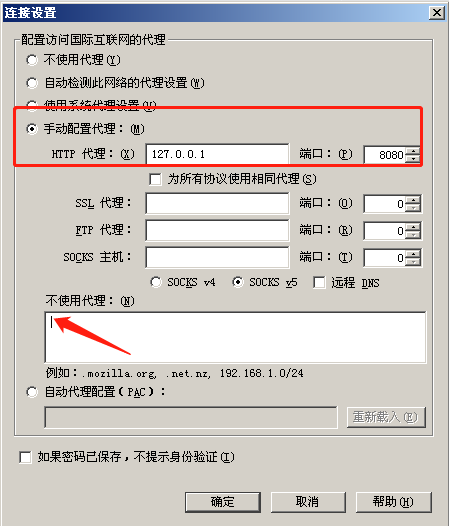 连接设置
配置访问国际互联网的代理
不使用代理(Y)
自动检测此网络的代理设置(W)
使用系统代理设置(U)
手动配置代理：(M)
HTTP 代理：(X) 127.0.0.1 端口：(P) 8080
为所有协议使用相同代理(S)
SSL 代理： 端口：(O) 0
FTP 代理： 端口：(R) 0
SOCKS 主机： 端口：(T) 0
SOCKS v4 SOCKS v5 远程 DNS
不使用代理：(N)
例如：.mozilla.org, .net.nz, 192.168.1.0/24
自动代理配置(PAC)：
重新载入(E)
如果密码已保存，不提示身份验证(I)
确定 取消 帮助(H)